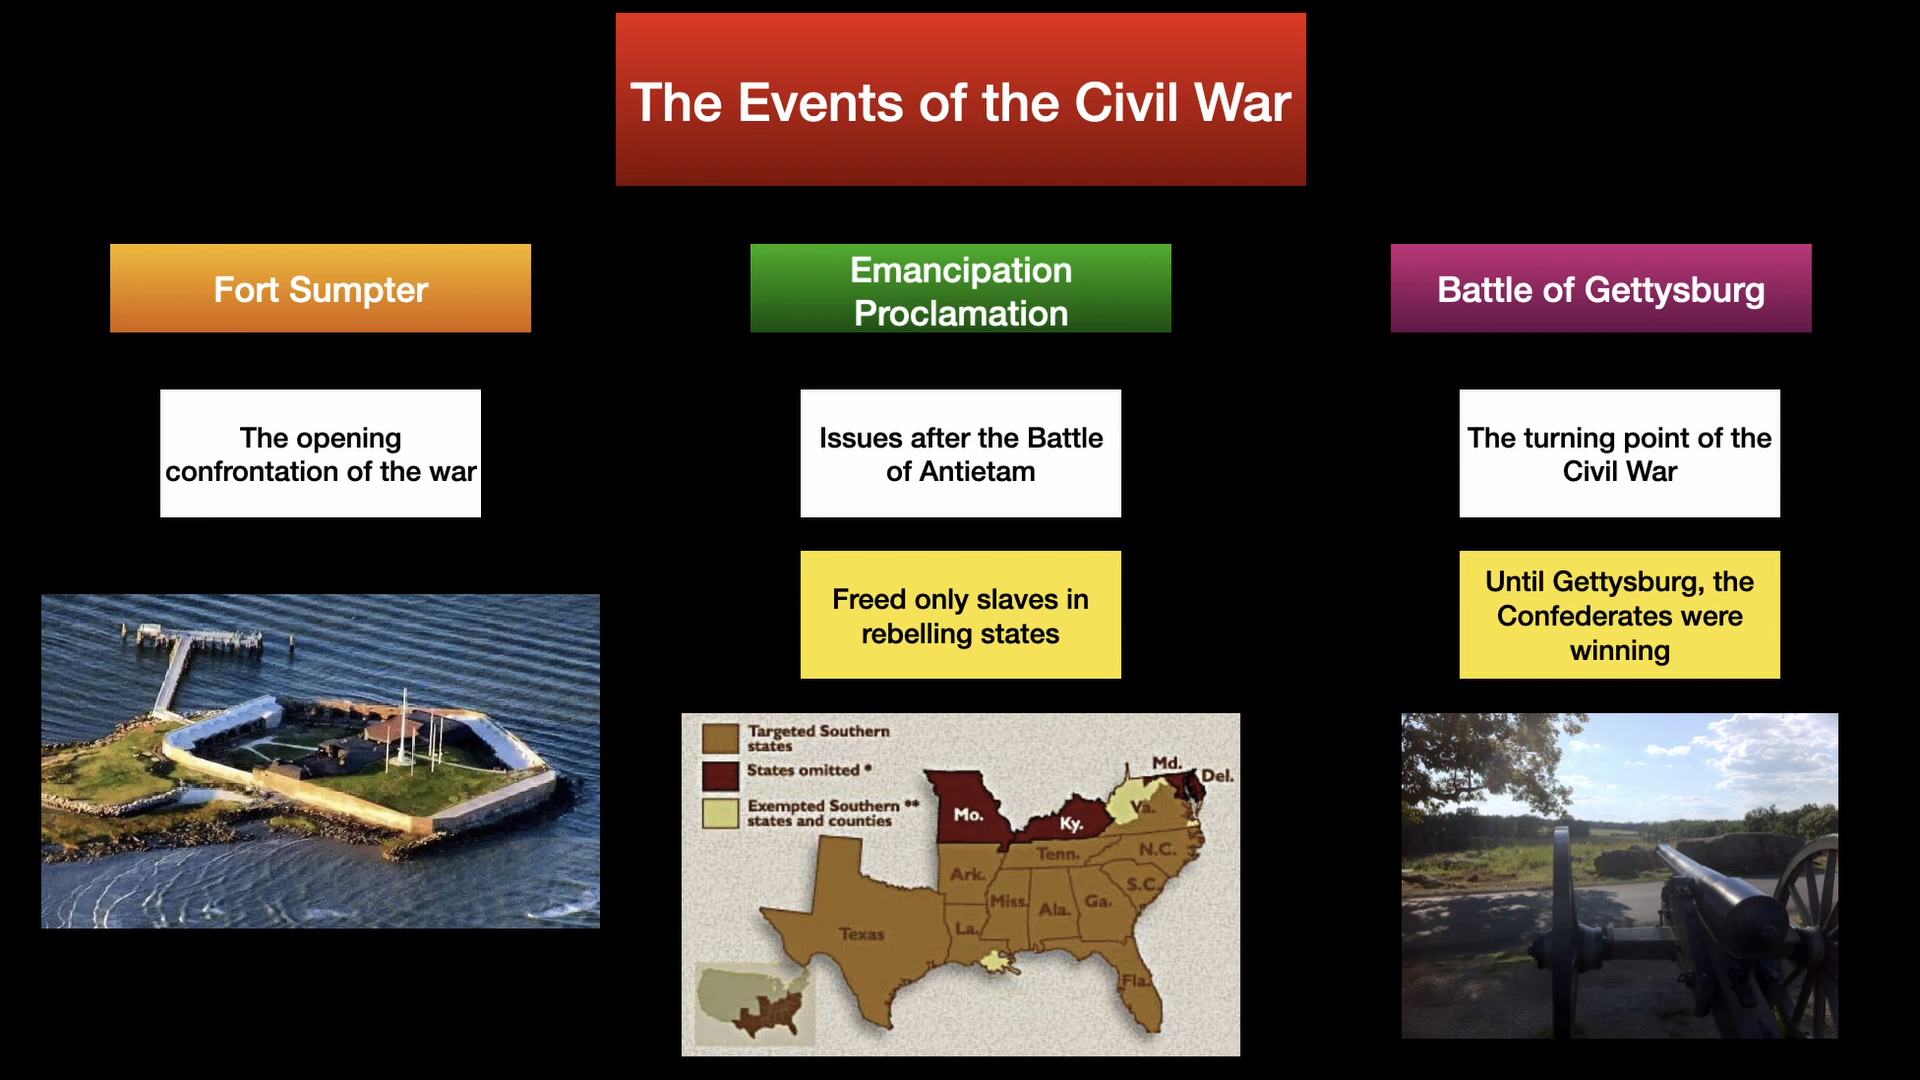 The Events of the Civil War
Fort Sumpter
Emancipation
Proclamation
Battle of Gettysburg
The opening
confrontation of the war
Issues after the Battle
of Antietam
The turning point of the
Civil War
Freed only slaves in
rebelling states
Until Gettysburg, the
Confederates were
winning
Targeted Southern
states
States omitted *
Exempted Southern **
states and counties
Md.
Del.
Mo.
Ky.
Va.
Tenn.
N.C.
Ark.
S.C.
Miss.
Ala.
Ga.
La.
Texas
Fla.